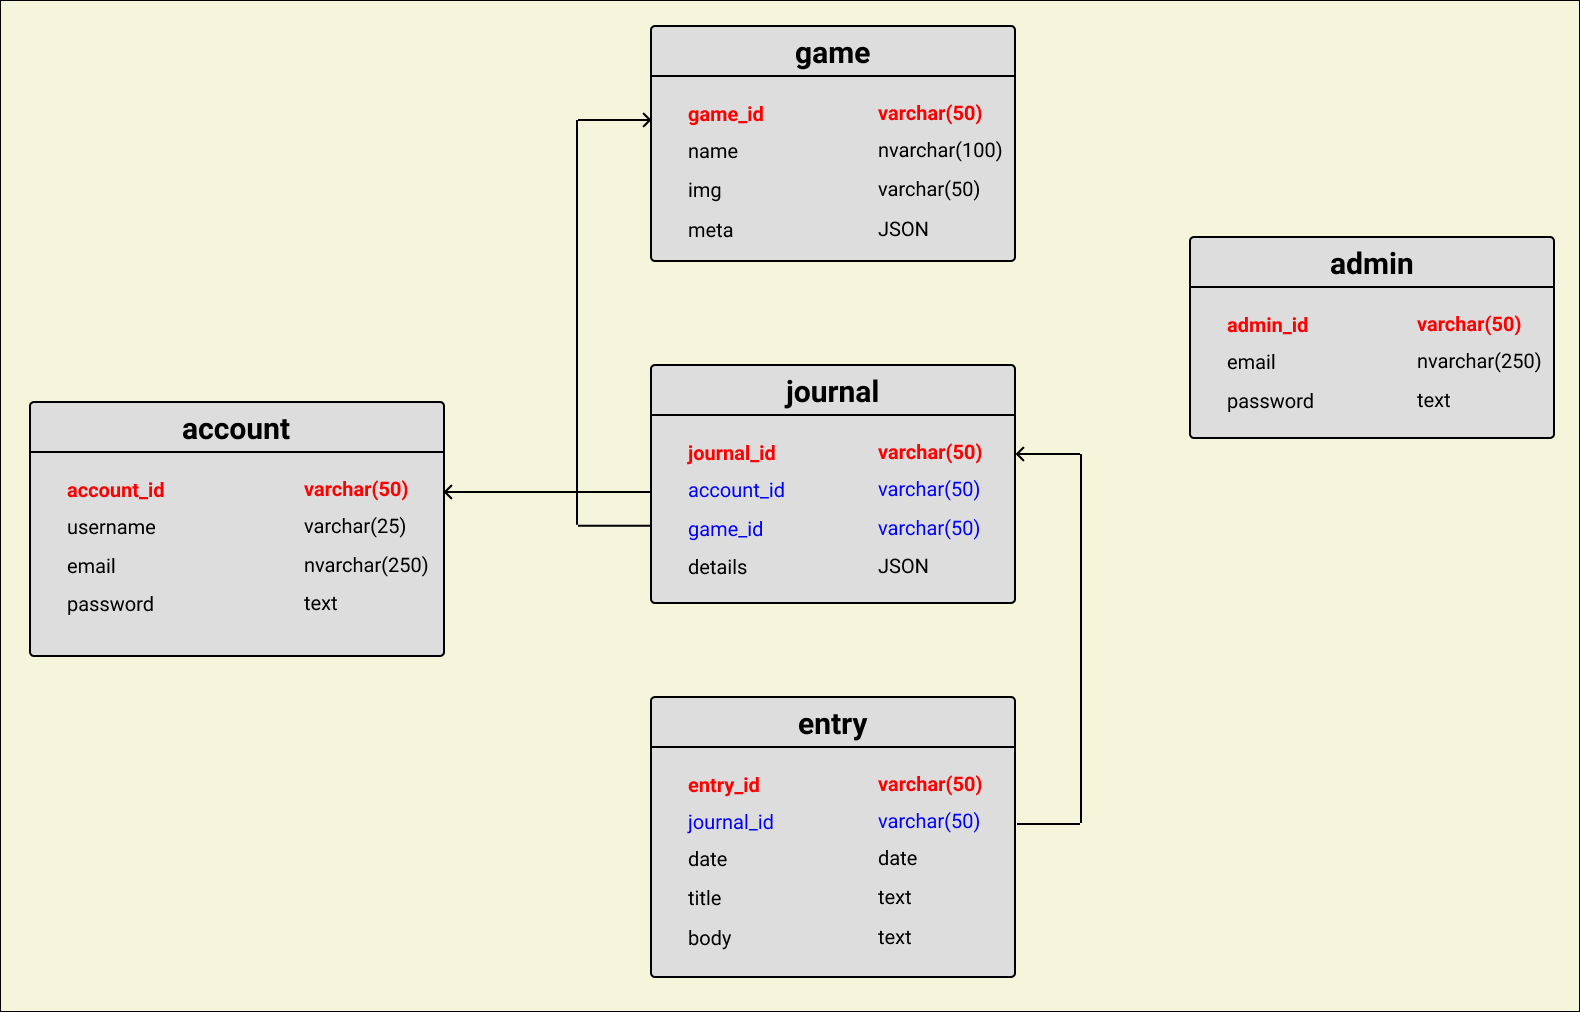 game
game_id varchar(50)
name nvarchar(100)
img varchar(50)
meta JSON
admin
admin_id varchar(50)
email nvarchar(250)
password text
journal
journal_id varchar(50)
account_id varchar(50)
game_id varchar(50)
details JSON
account
account_id varchar(50)
username varchar(25)
email nvarchar(250)
password text
entry
entry_id varchar(50)
journal_id varchar(50)
date date
title text
body text